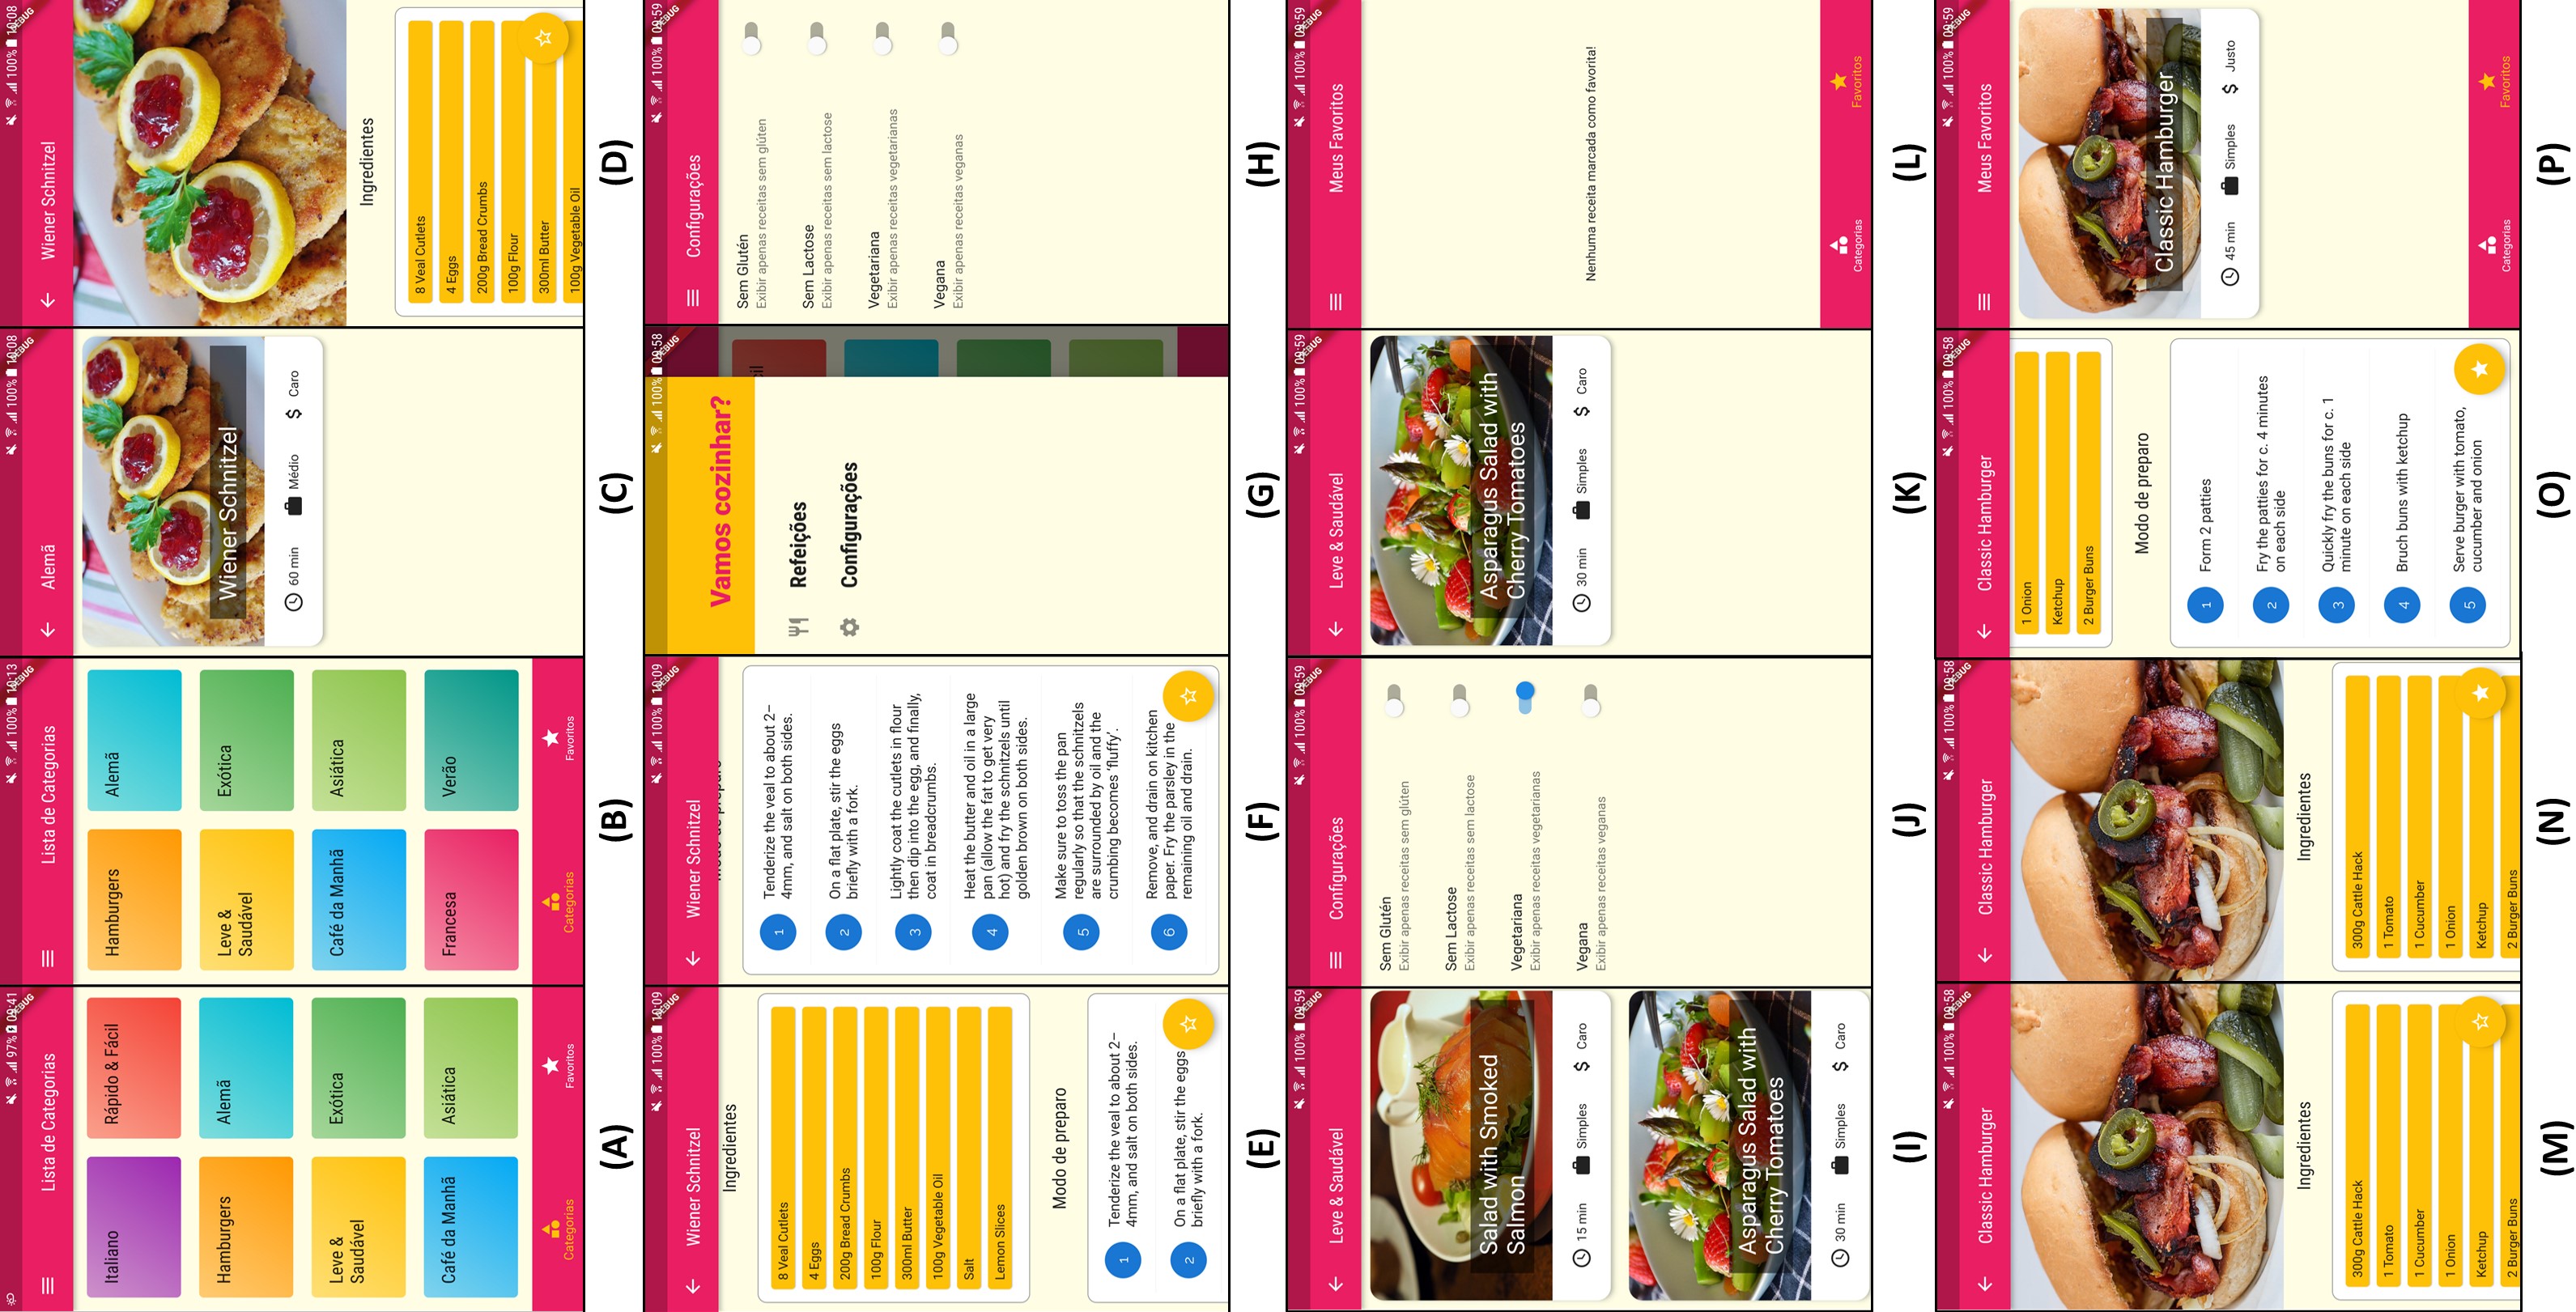 97% 09:41
DEBUG
Lista de Categorias
Italiano
Rápido & Fácil
Hamburgers
Alemã
Leve &
Saudável
Exótica
Café da Manhã
Asiática
Categorias
Favoritos
(A)
100% 10:13
DEBUG
Lista de Categorias
Hamburgers
Alemã
Leve &
Saudável
Exótica
Café da Manhã
Asiática
Francesa
Verão
Categorias
Favoritos
(B)
100% 10:08
DEBUG
Alemã
Wiener Schnitzel
60 min
Médio
$ Caro
(C)
100% 10:08
DEBUG
Wiener Schnitzel
Ingredientes
8 Veal Cutlets
4 Eggs
200g Bread Crumbs
100g Flour
300ml Butter
100g Vegetable Oil
(D)
100% 10:09
DEBUG
Wiener Schnitzel
Ingredientes
8 Veal Cutlets
4 Eggs
200g Bread Crumbs
100g Flour
300ml Butter
100g Vegetable Oil
Salt
Lemon Slices
Modo de preparo
1 Tenderize the veal to about 2–
4mm, and salt on both sides.
2 On a flat plate, stir the eggs
briefly with a fork.
(E)
100% 10:09
DEBUG
Wiener Schnitzel
Modo de preparo
1 Tenderize the veal to about 2–
4mm, and salt on both sides.
2 On a flat plate, stir the eggs
briefly with a fork.
3 Lightly coat the cutlets in flour
then dip into the egg, and finally,
coat in breadcrumbs.
4 Heat the butter and oil in a large
pan (allow the fat to get very
hot) and fry the schnitzels until
golden brown on both sides.
5 Make sure to toss the pan
regularly so that the schnitzels
are surrounded by oil and the
crumbing becomes ‘fluffy’.
6 Remove, and drain on kitchen
paper. Fry the parsley in the
remaining oil and drain.
(F)
100% 09:58
DEBUG
Vamos cozinhar?
cil
Refeições
Configurações
(G)
100% 09:59
DEBUG
Configurações
Sem Glutén
Exibir apenas receitas sem glúten
Sem Lactose
Exibir apenas receitas sem lactose
Vegetariana
Exibir apenas receitas vegetarianas
Vegana
Exibir apenas receitas veganas
(H)
100% 09:59
DEBUG
Leve & Saudável
Salad with Smoked
Salmon
15 min
Simples
$ Caro
Asparagus Salad with
Cherry Tomatoes
30 min
Simples
$ Caro
(I)
100% 09:59
DEBUG
Configurações
Sem Glutén
Exibir apenas receitas sem glúten
Sem Lactose
Exibir apenas receitas sem lactose
Vegetariana
Exibir apenas receitas vegetarianas
Vegana
Exibir apenas receitas veganas
(J)
100% 09:59
DEBUG
Leve & Saudável
Asparagus Salad with
Cherry Tomatoes
30 min
Simples
$ Caro
(K)
100% 09:59
DEBUG
Meus Favoritos
Nenhuma receita marcada como favorita!
Categorias
Favoritos
(L)
100% 09:58
DEBUG
Classic Hamburger
Ingredientes
300g Cattle Hack
1 Tomato
1 Cucumber
1 Onion
Ketchup
2 Burger Buns
(M)
100% 09:58
DEBUG
Classic Hamburger
Ingredientes
300g Cattle Hack
1 Tomato
1 Cucumber
1 Onion
Ketchup
2 Burger Buns
(N)
100% 09:58
DEBUG
Classic Hamburger
1 Onion
Ketchup
2 Burger Buns
Modo de preparo
1 Form 2 patties
2 Fry the patties for c. 4 minutes
on each side
3 Quickly fry the buns for c. 1
minute on each side
4 Bruch buns with ketchup
5 Serve burger with tomato,
cucumber and onion
(O)
100% 09:59
DEBUG
Meus Favoritos
Classic Hamburger
45 min
Simples
$ Justo
Categorias
Favoritos
(P)